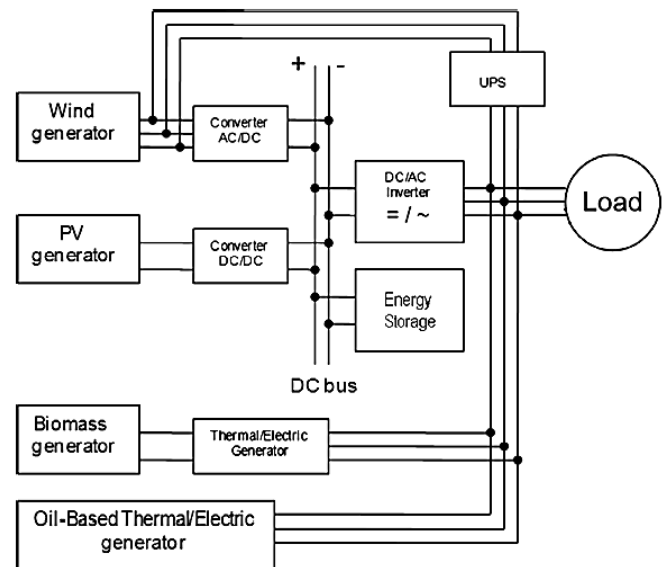 + -
UPS
Wind
generator
Converter
AC/DC
DC/AC
Inverter
= / ~
Load
PV
generator
Converter
DC/DC
Energy
Storage
DC bus
Biomass
generator
Thermal/Electric
Generator
Oil-Based Thermal/Electric
generator